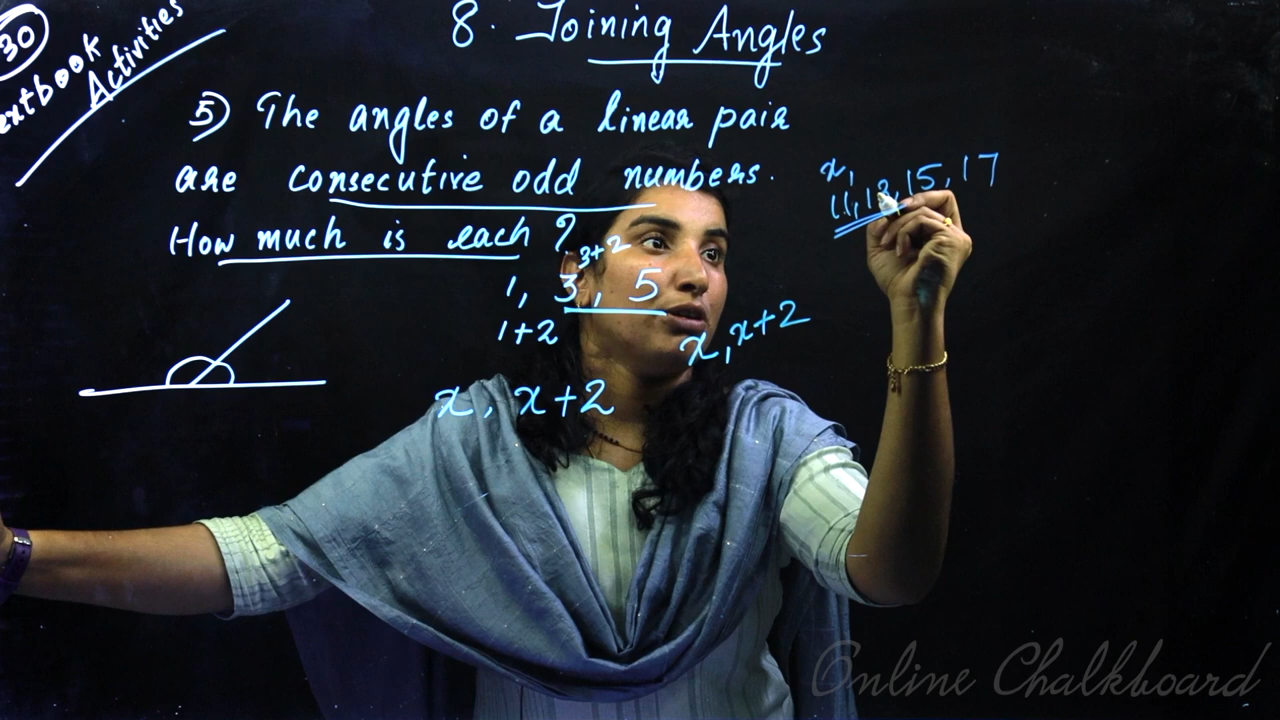 30
extbook
Activities
8. Joining Angles
5) The angles of a linear pair
are consecutive odd numbers.
How much is each ?
3+2
1, 3, 5
1+2
x, x+2
x, x+2
x,
11, 13, 15, 17
Online Chalkboard